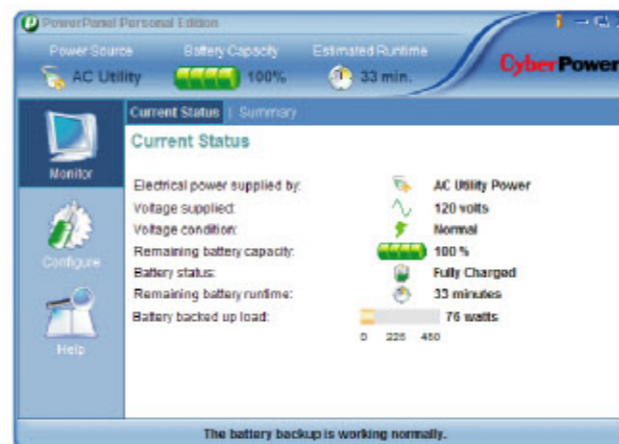 PowerPanel Personal Edition
Power Source Battery Capacity Estimated Runtime
AC Utility 100% 33 min.
CyberPower
Current Status | Summary
Current Status
Monitor
Configure
Help
Electrical power supplied by: AC Utility Power
Voltage supplied: 120 volts
Voltage condition: Normal
Remaining battery capacity: 100 %
Battery status: Fully Charged
Remaining battery runtime: 33 minutes
Battery backed up load: 76 watts
0 225 450
The battery backup is working normally.